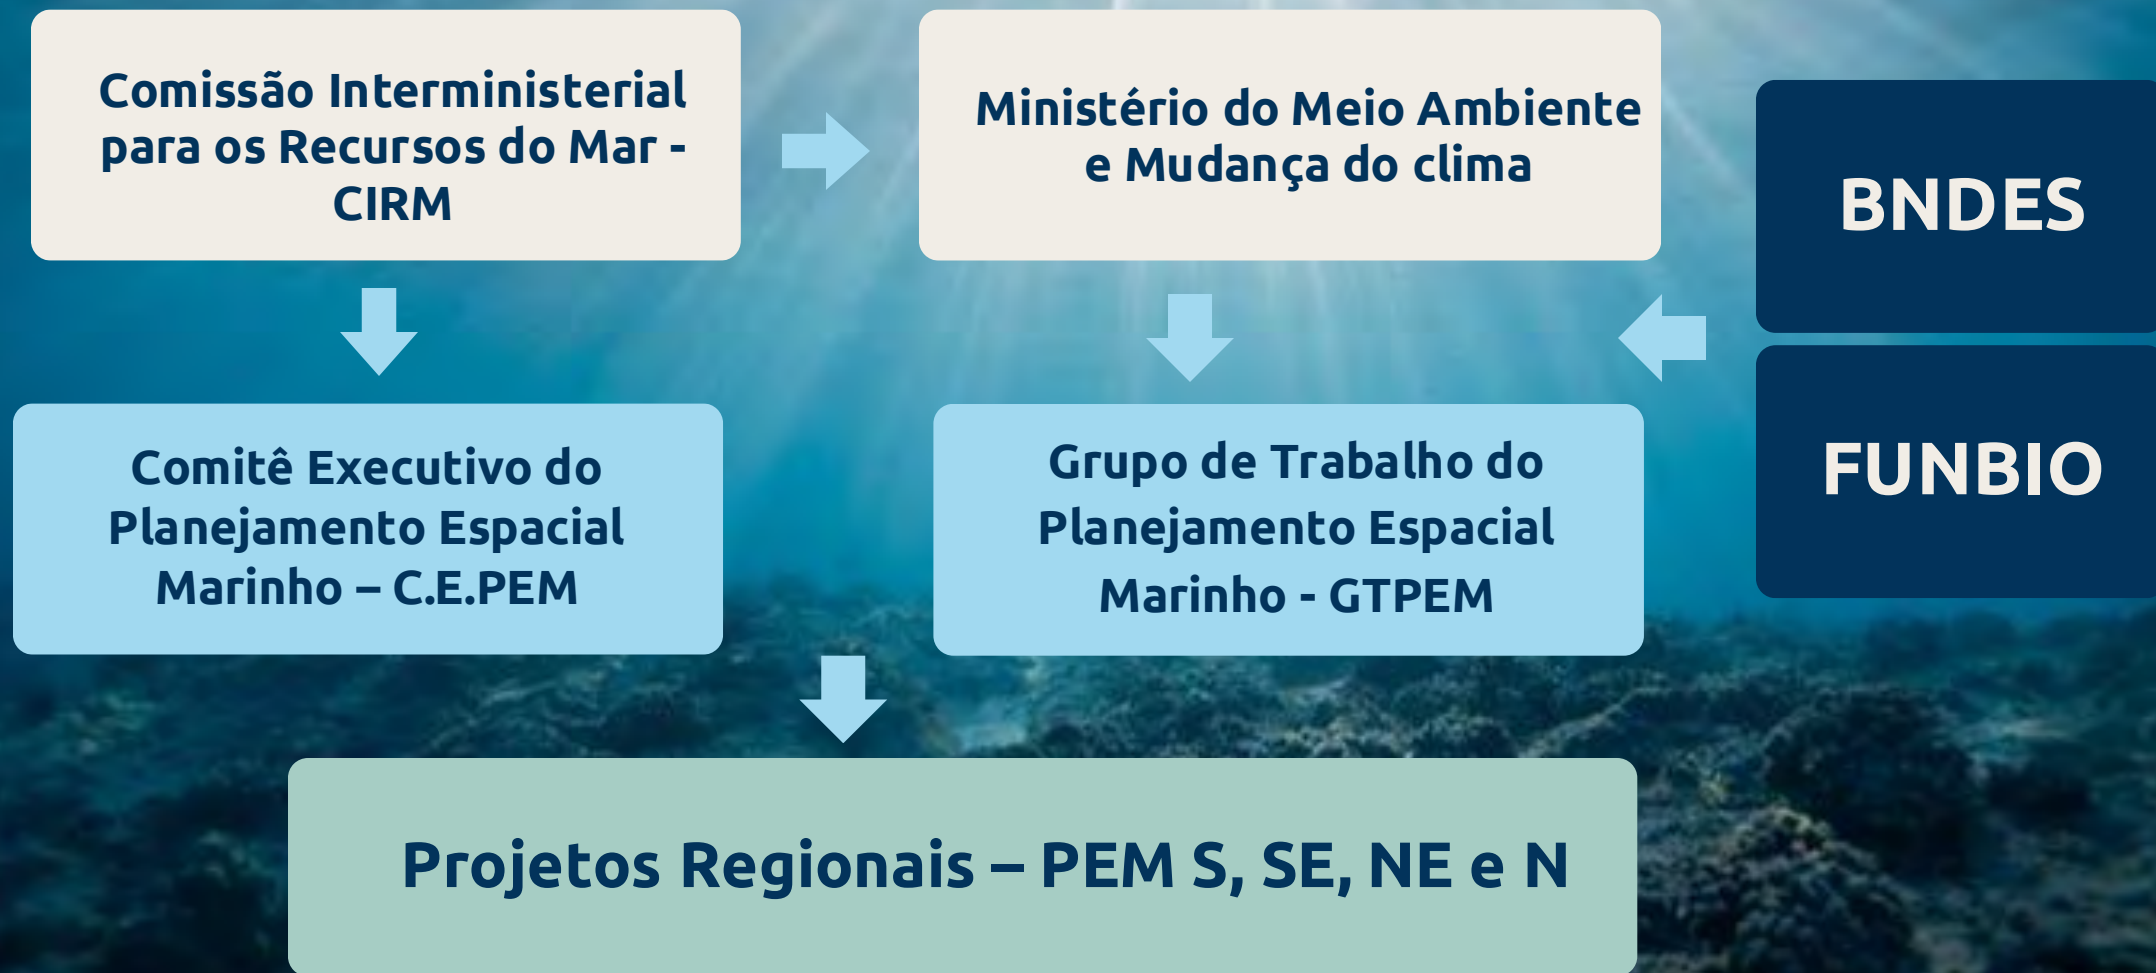 Comissão Interministerial
para os Recursos do Mar -
CIRM
Ministério do Meio Ambiente
e Mudança do clima
BNDES
FUNBIO
Comitê Executivo do
Planejamento Espacial
Marinho – C.E.PEM
Grupo de Trabalho do
Planejamento Espacial
Marinho - GTPEM
Projetos Regionais – PEM S, SE, NE e N